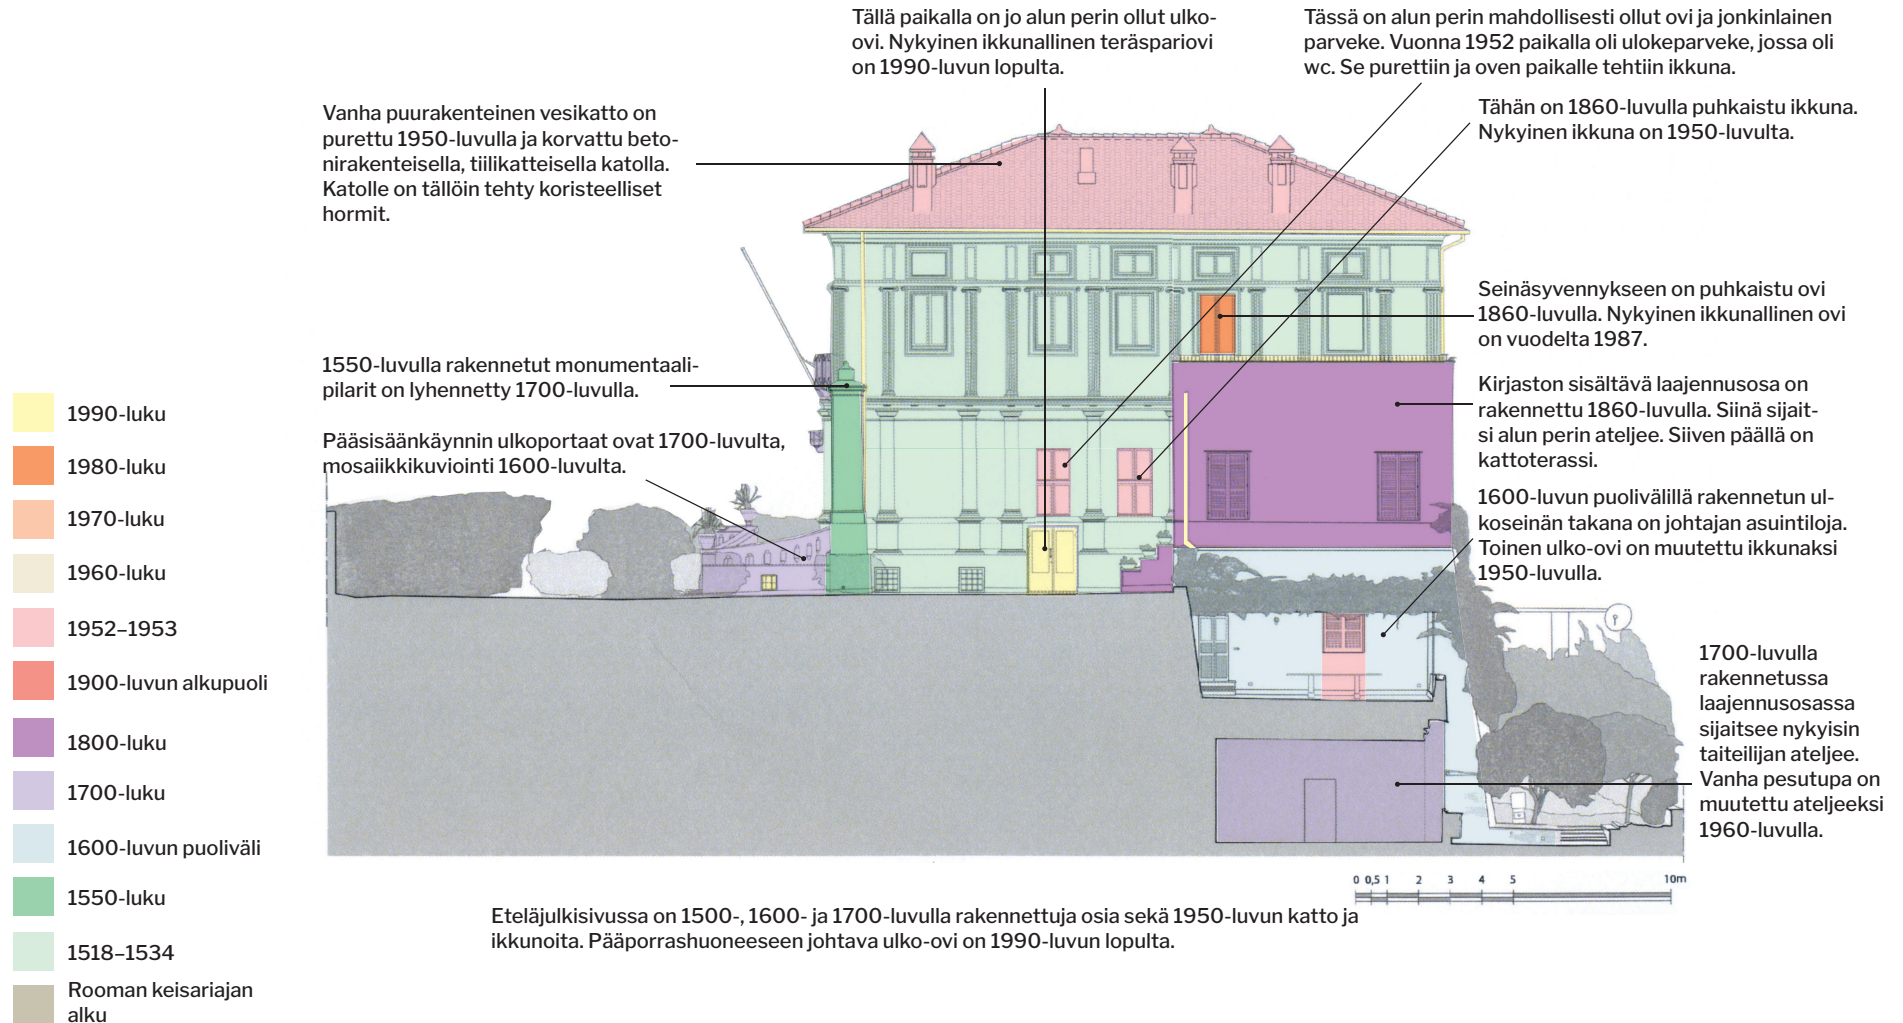 Tällä paikalla on jo alun perin ollut ulko-
ovi. Nykyinen ikkunallinen teräspariovi
on 1990-luvun lopulta.
Tässä on alun perin mahdollisesti ollut ovi ja jonkinlainen
parveke. Vuonna 1952 paikalla oli ulokeparveke, jossa oli
wc. Se purettiin ja oven paikalle tehtiin ikkuna.
Vanha puurakenteinen vesikatto on
purettu 1950-luvulla ja korvattu beto-
nirakenteisella, tiilikatteisella katolla.
Katolle on tällöin tehty koristeelliset
hormit.
Tähän on 1860-luvulla puhkaistu ikkuna.
Nykyinen ikkuna on 1950-luvulta.
Seinäsyvennykseen on puhkaistu ovi
1860-luvulla. Nykyinen ikkunallinen ovi
on vuodelta 1987.
1550-luvulla rakennetut monumentaali-
pilarit on lyhennetty 1700-luvulla.
Kirjaston sisältävä laajennusosa on
rakennettu 1860-luvulla. Siinä sijait-
si alun perin ateljee. Siiven päällä on
kattoterassi.
Pääsisäänkäynnin ulkoportaat ovat 1700-luvulta,
mosaiikkikuviointi 1600-luvulta.
1600-luvun puolivälillä rakennetun ul-
koseinän takana on johtajan asuintiloja.
Toinen ulko-ovi on muutettu ikkunaksi
1950-luvulla.
1700-luvulla
rakennetussa
laajennusosassa
sijaitsee nykyisin
taiteilijan ateljee.
Vanha pesutupa on
muutettu ateljeeksi
1960-luvulla.
1990-luku
1980-luku
1970-luku
1960-luku
1952–1953
1900-luvun alkupuoli
1800-luku
1700-luku
1600-luvun puoliväli
1550-luku
1518–1534
Rooman keisariajan
alku
0 0,5 1 2 3 4 5 10m
Eteläjulkisivussa on 1500-, 1600- ja 1700-luvulla rakennettuja osia sekä 1950-luvun katto ja
ikkunoita. Pääporrashuoneeseen johtava ulko-ovi on 1990-luvun lopulta.